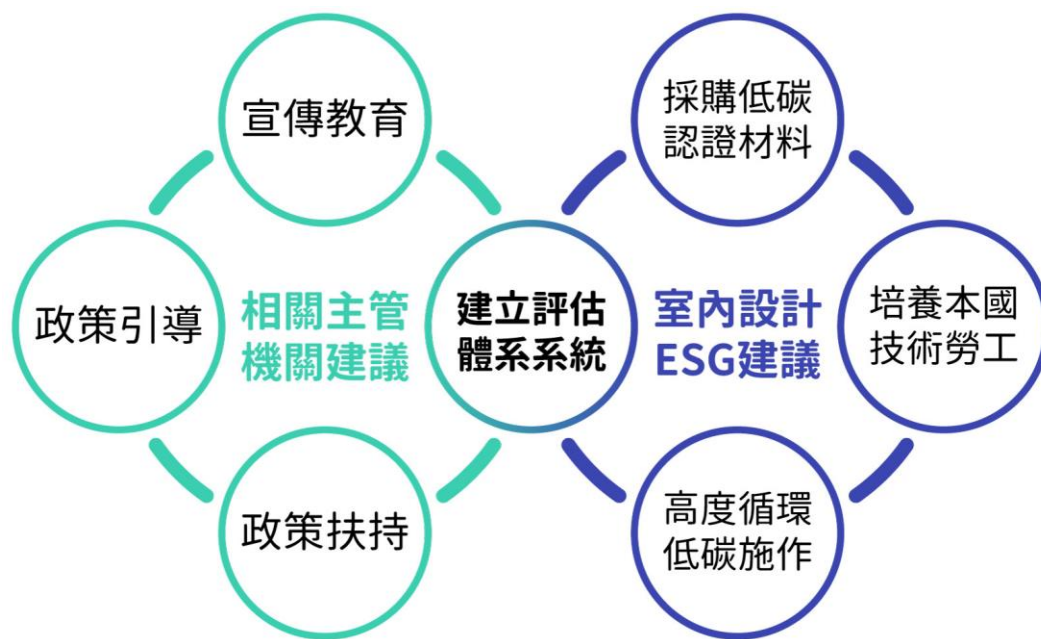 宣傳教育
採購低碳
認證材料
政策引導
相關主管
機關建議
建立評估
體系系統
室內設計
ESG建議
培養本國
技術勞工
政策扶持
高度循環
低碳施作